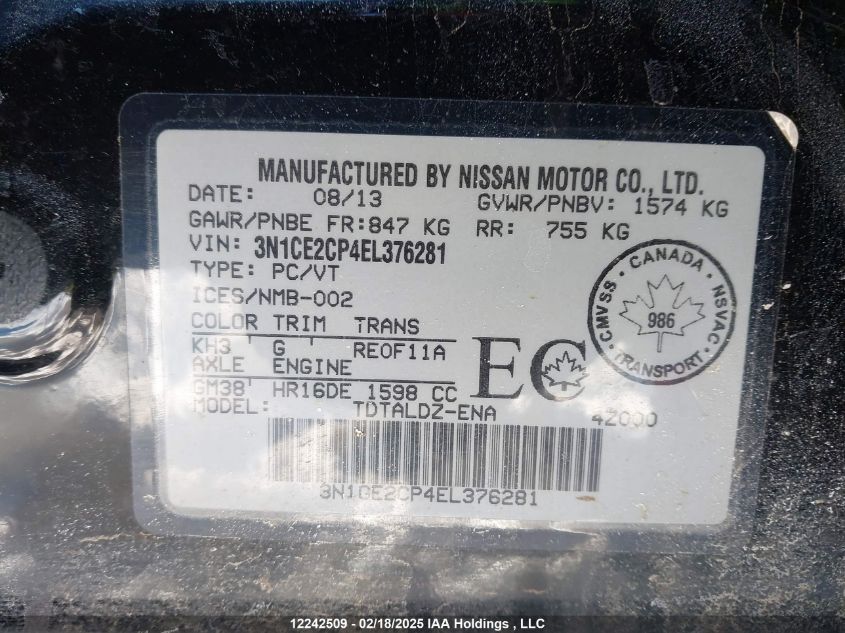 MANUFACTURED BY NISSAN MOTOR CO., LTD.
DATE: 08/13 GVWR/PNBV: 1574 KG
GAWR/PNBE FR:847 KG RR: 755 KG
VIN: 3N1CE2CP4EL376281
TYPE: PC/VT
ICES/NMB-002
COLOR TRIM TRANS
KH3 ' G ' RE0F11A
AXLE ENGINE
GM38' HR16DE 1598 CC
MODEL: TDTALDZ-ENA 42000
EC
CANADA
CMVSS · NSVAC
986
TRANSPORT
3N1CE2CP4EL376281
12242509 - 02/18/2025 IAA Holdings , LLC